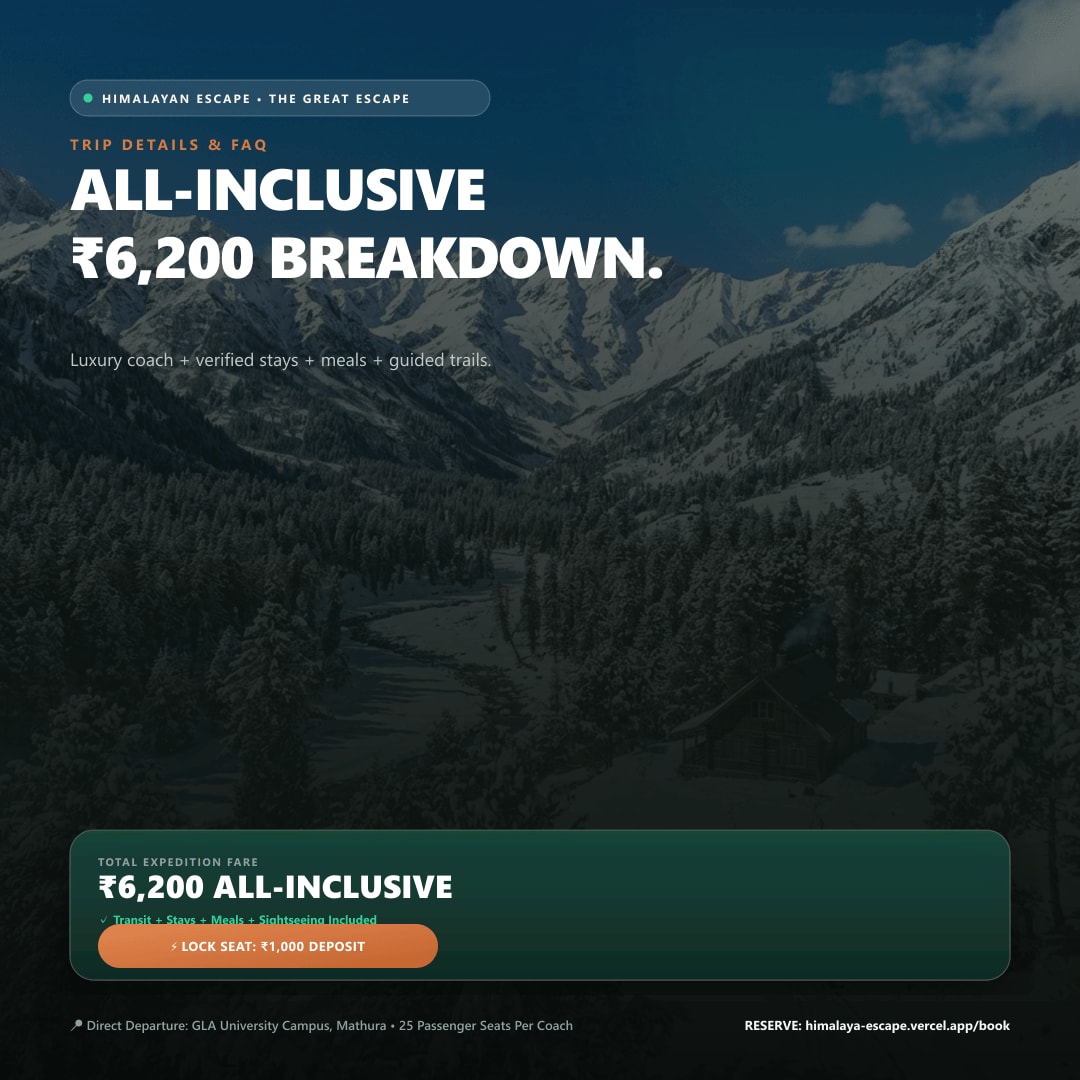 HIMALAYAN ESCAPE • THE GREAT ESCAPE
TRIP DETAILS & FAQ
ALL-INCLUSIVE
₹6,200 BREAKDOWN.
Luxury coach + verified stays + meals + guided trails.
TOTAL EXPEDITION FARE
₹6,200 ALL-INCLUSIVE
✓ Transit + Stays + Meals + Sightseeing Included
⚡ LOCK SEAT: ₹1,000 DEPOSIT
📍 Direct Departure: GLA University Campus, Mathura • 25 Passenger Seats Per Coach
RESERVE: himalaya-escape.vercel.app/book